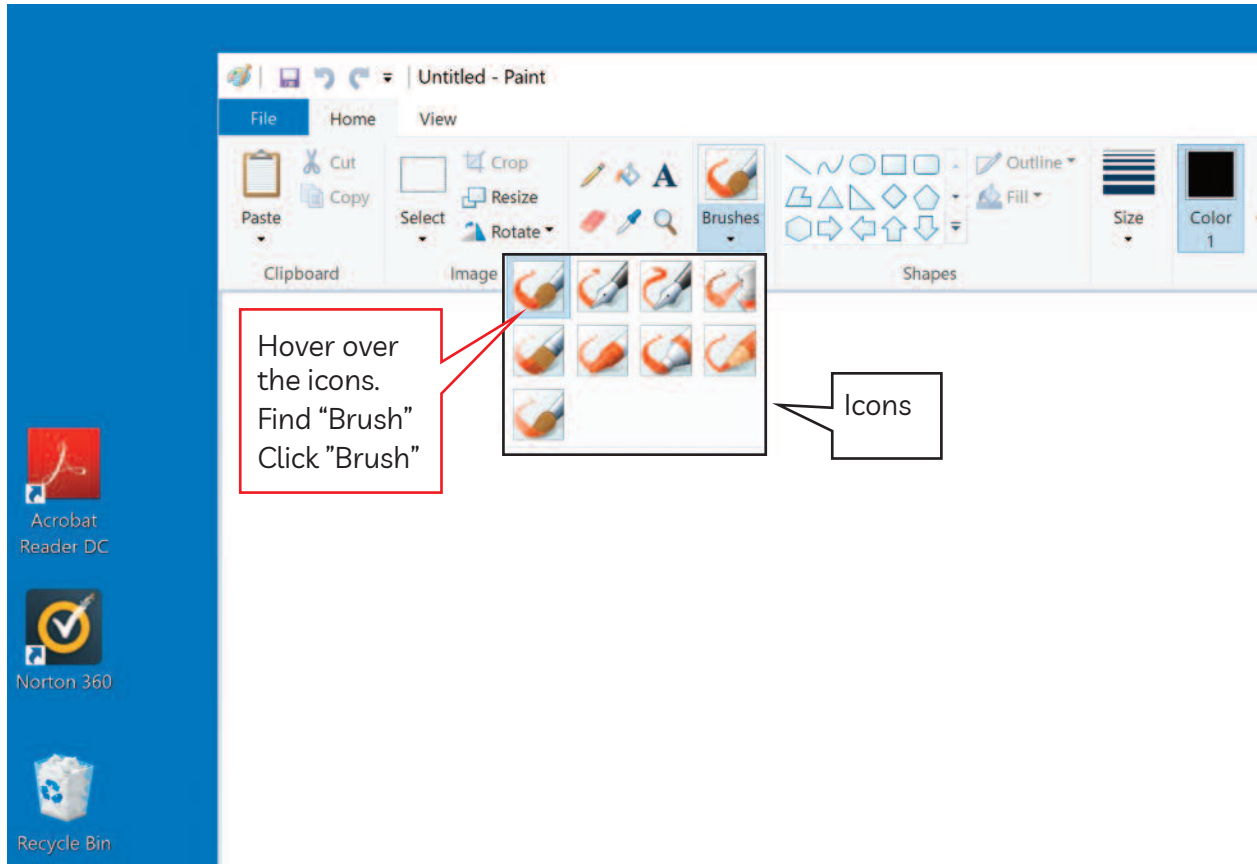 Untitled - Paint
File Home View
Cut
Copy
Paste
Clipboard
Crop
Resize
Rotate
Select
Image
A
Brushes
Outline
Fill
Shapes
Size
Color
1
Hover over
the icons.
Find “Brush”
Click ”Brush”
Icons
Acrobat
Reader DC
Norton 360
Recycle Bin